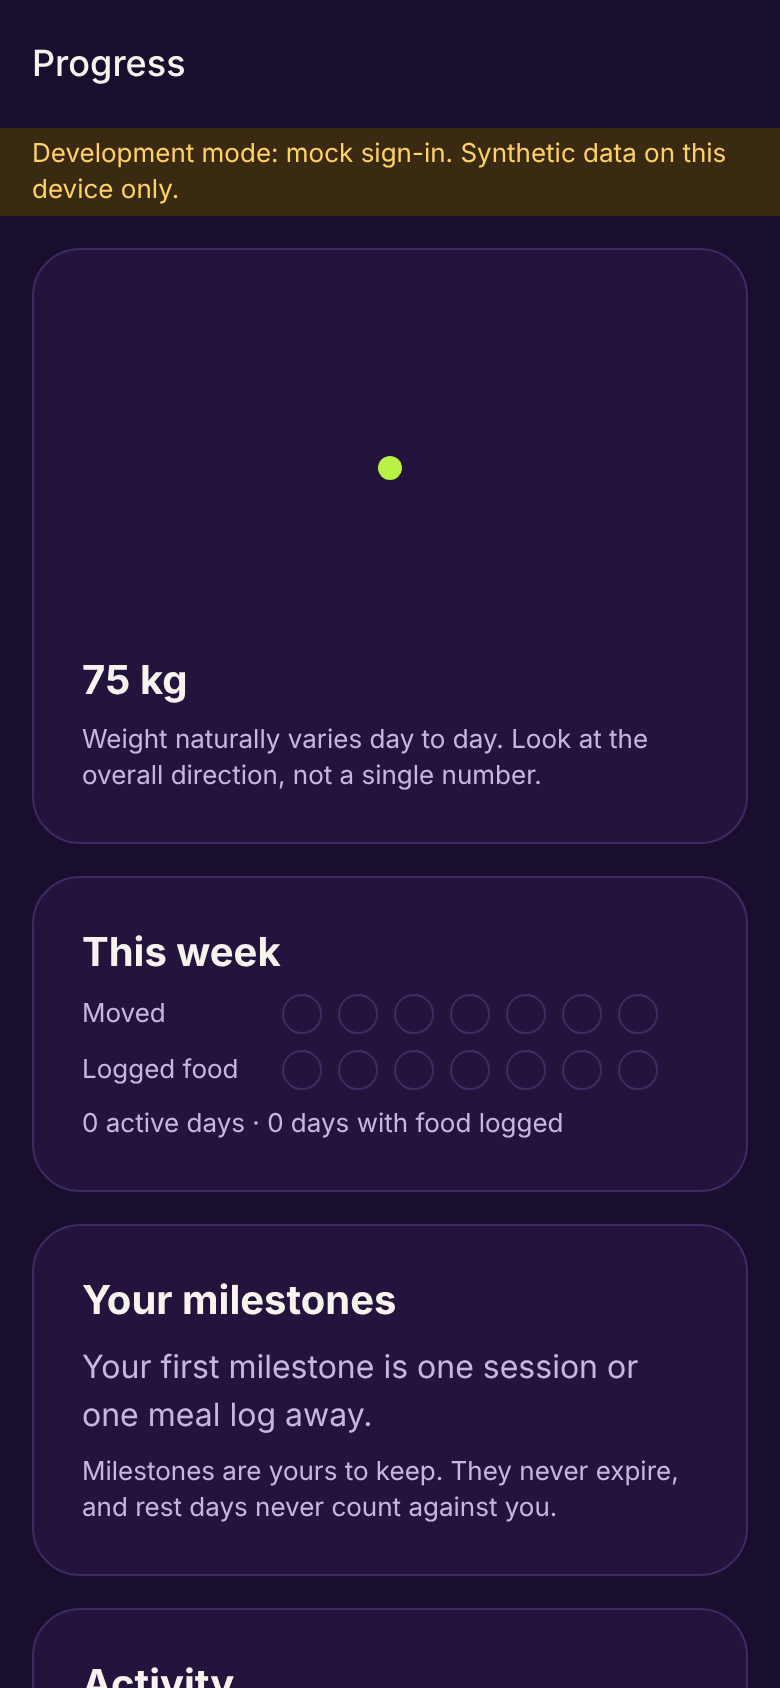 Progress
Development mode: mock sign-in. Synthetic data on this
device only.
75 kg
Weight naturally varies day to day. Look at the
overall direction, not a single number.
This week
Moved
Logged food
0 active days · 0 days with food logged
Your milestones
Your first milestone is one session or
one meal log away.
Milestones are yours to keep. They never expire,
and rest days never count against you.
Activity